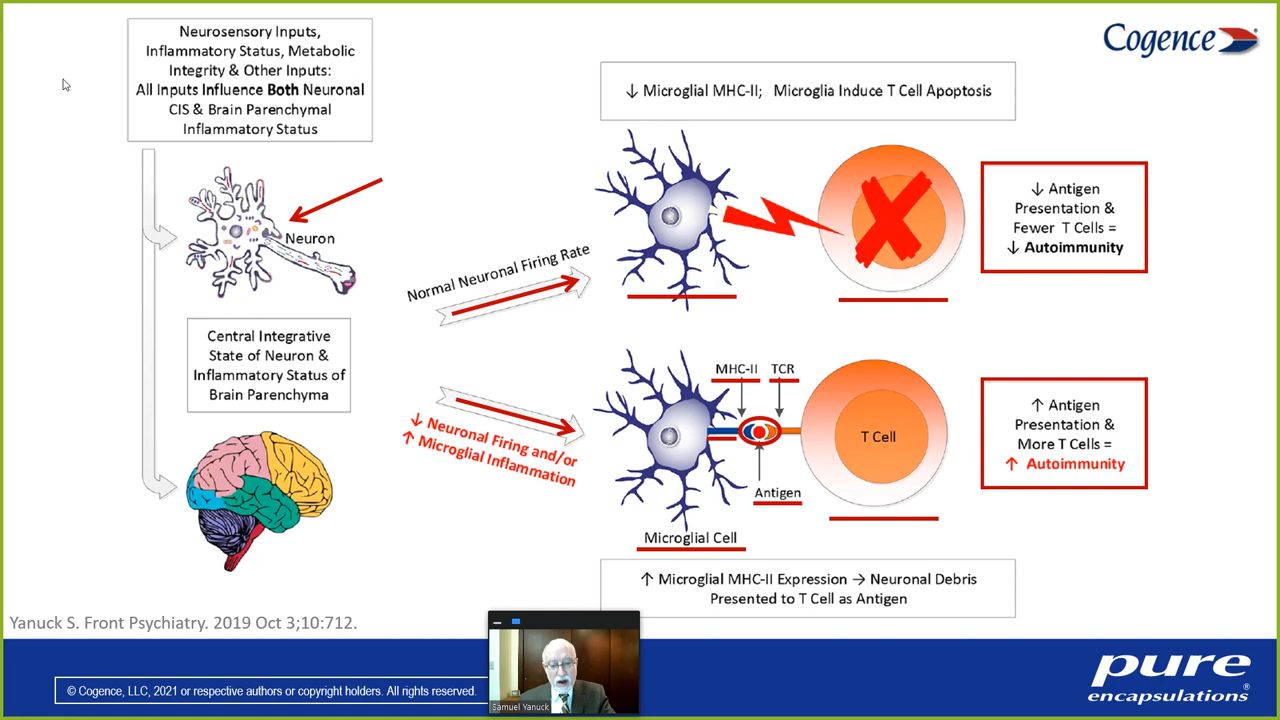 Neurosensory Inputs,
Inflammatory Status, Metabolic
Integrity & Other Inputs:
All Inputs Influence Both Neuronal
CIS & Brain Parenchymal
Inflammatory Status
Neuron
Central Integrative
State of Neuron &
Inflammatory Status of
Brain Parenchyma
Normal Neuronal Firing Rate
↓ Neuronal Firing and/or
↑ Microglial Inflammation
Cogence®
↓ Microglial MHC-II; Microglia Induce T Cell Apoptosis
↓ Antigen
Presentation &
Fewer T Cells =
↓ Autoimmunity
MHC-II
TCR
T Cell
Antigen
Microglial Cell
↑ Antigen
Presentation &
More T Cells =
↑ Autoimmunity
↑ Microglial MHC-II Expression → Neuronal Debris
Presented to T Cell as Antigen
Yanuck S. Front Psychiatry. 2019 Oct 3;10:712.
© Cogence, LLC, 2021 or respective authors or copyright holders. All rights reserved.
Samuel Yanuck
pure
encapsulations®